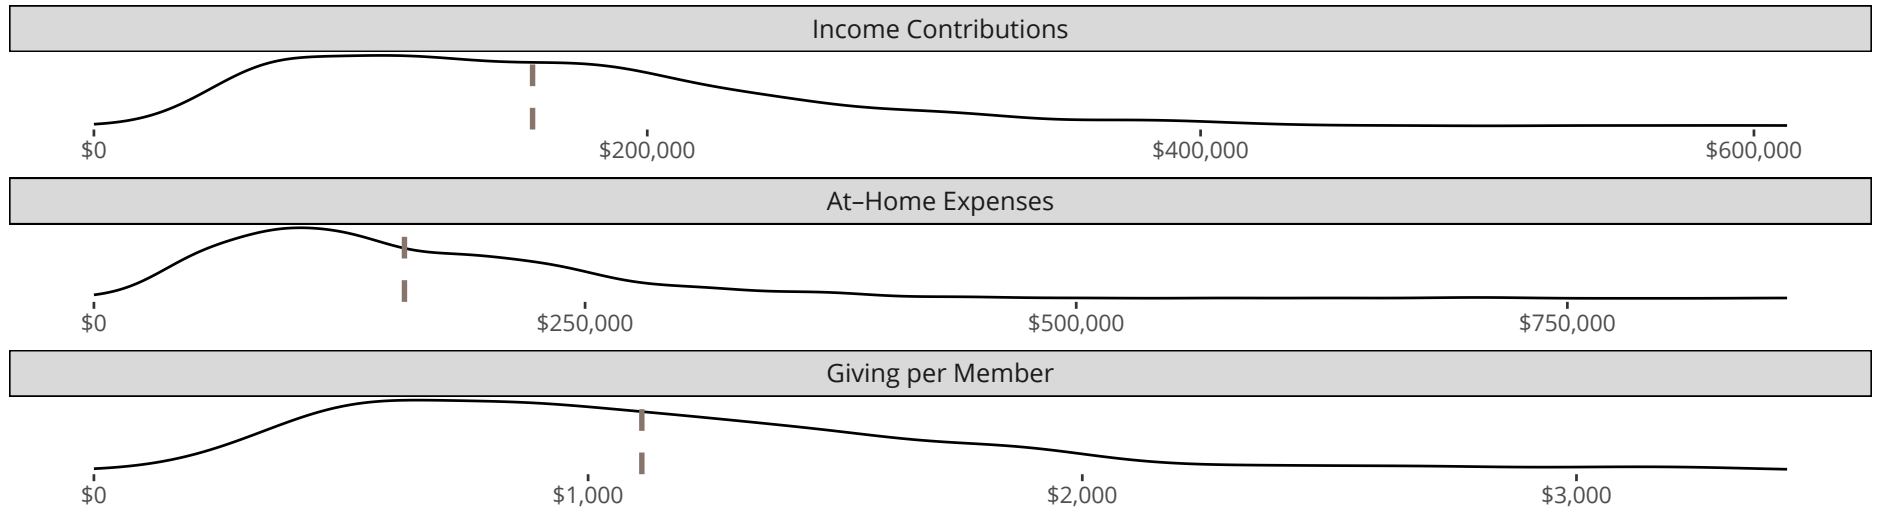 Income Contributions
$0 $200,000 $400,000 $600,000
At–Home Expenses
$0 $250,000 $500,000 $750,000
Giving per Member
$0 $1,000 $2,000 $3,000